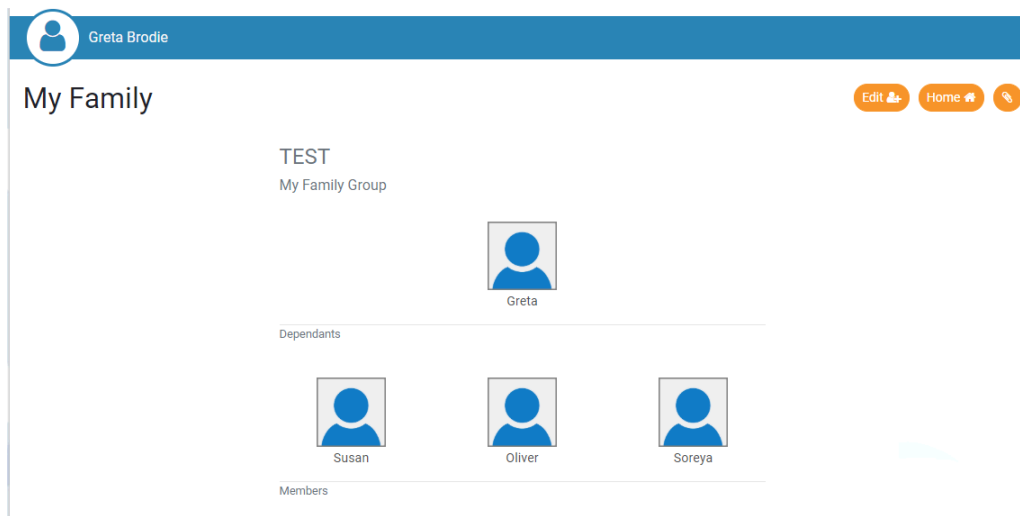 Greta Brodie
My Family
Edit Home
TEST
My Family Group
Greta
Dependants
Susan Oliver Soreya
Members